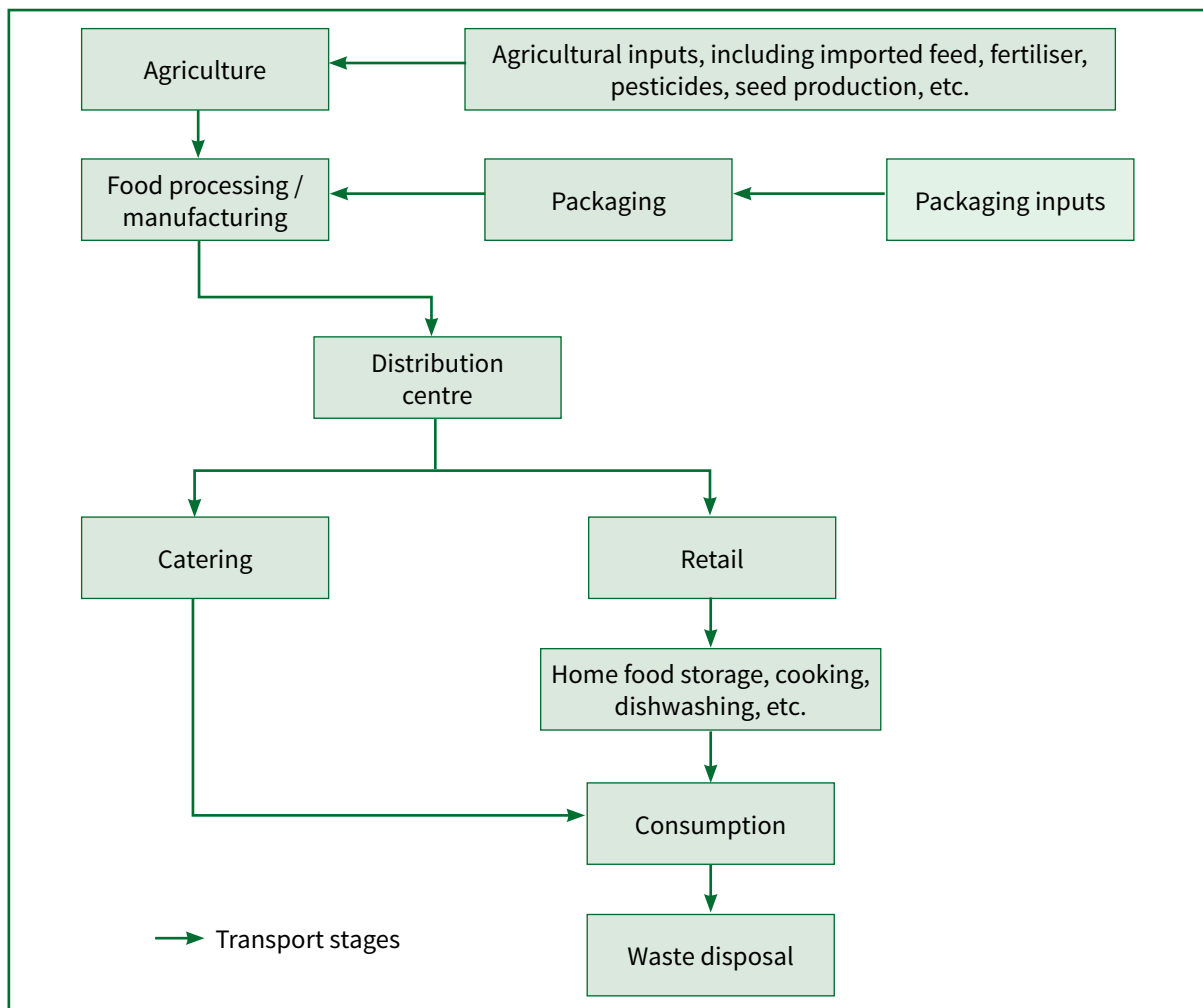 Agriculture
Agricultural inputs, including imported feed, fertiliser,
pesticides, seed production, etc.
Food processing /
manufacturing
Packaging
Packaging inputs
Distribution
centre
Catering
Retail
Home food storage, cooking,
dishwashing, etc.
Consumption
Transport stages
Waste disposal